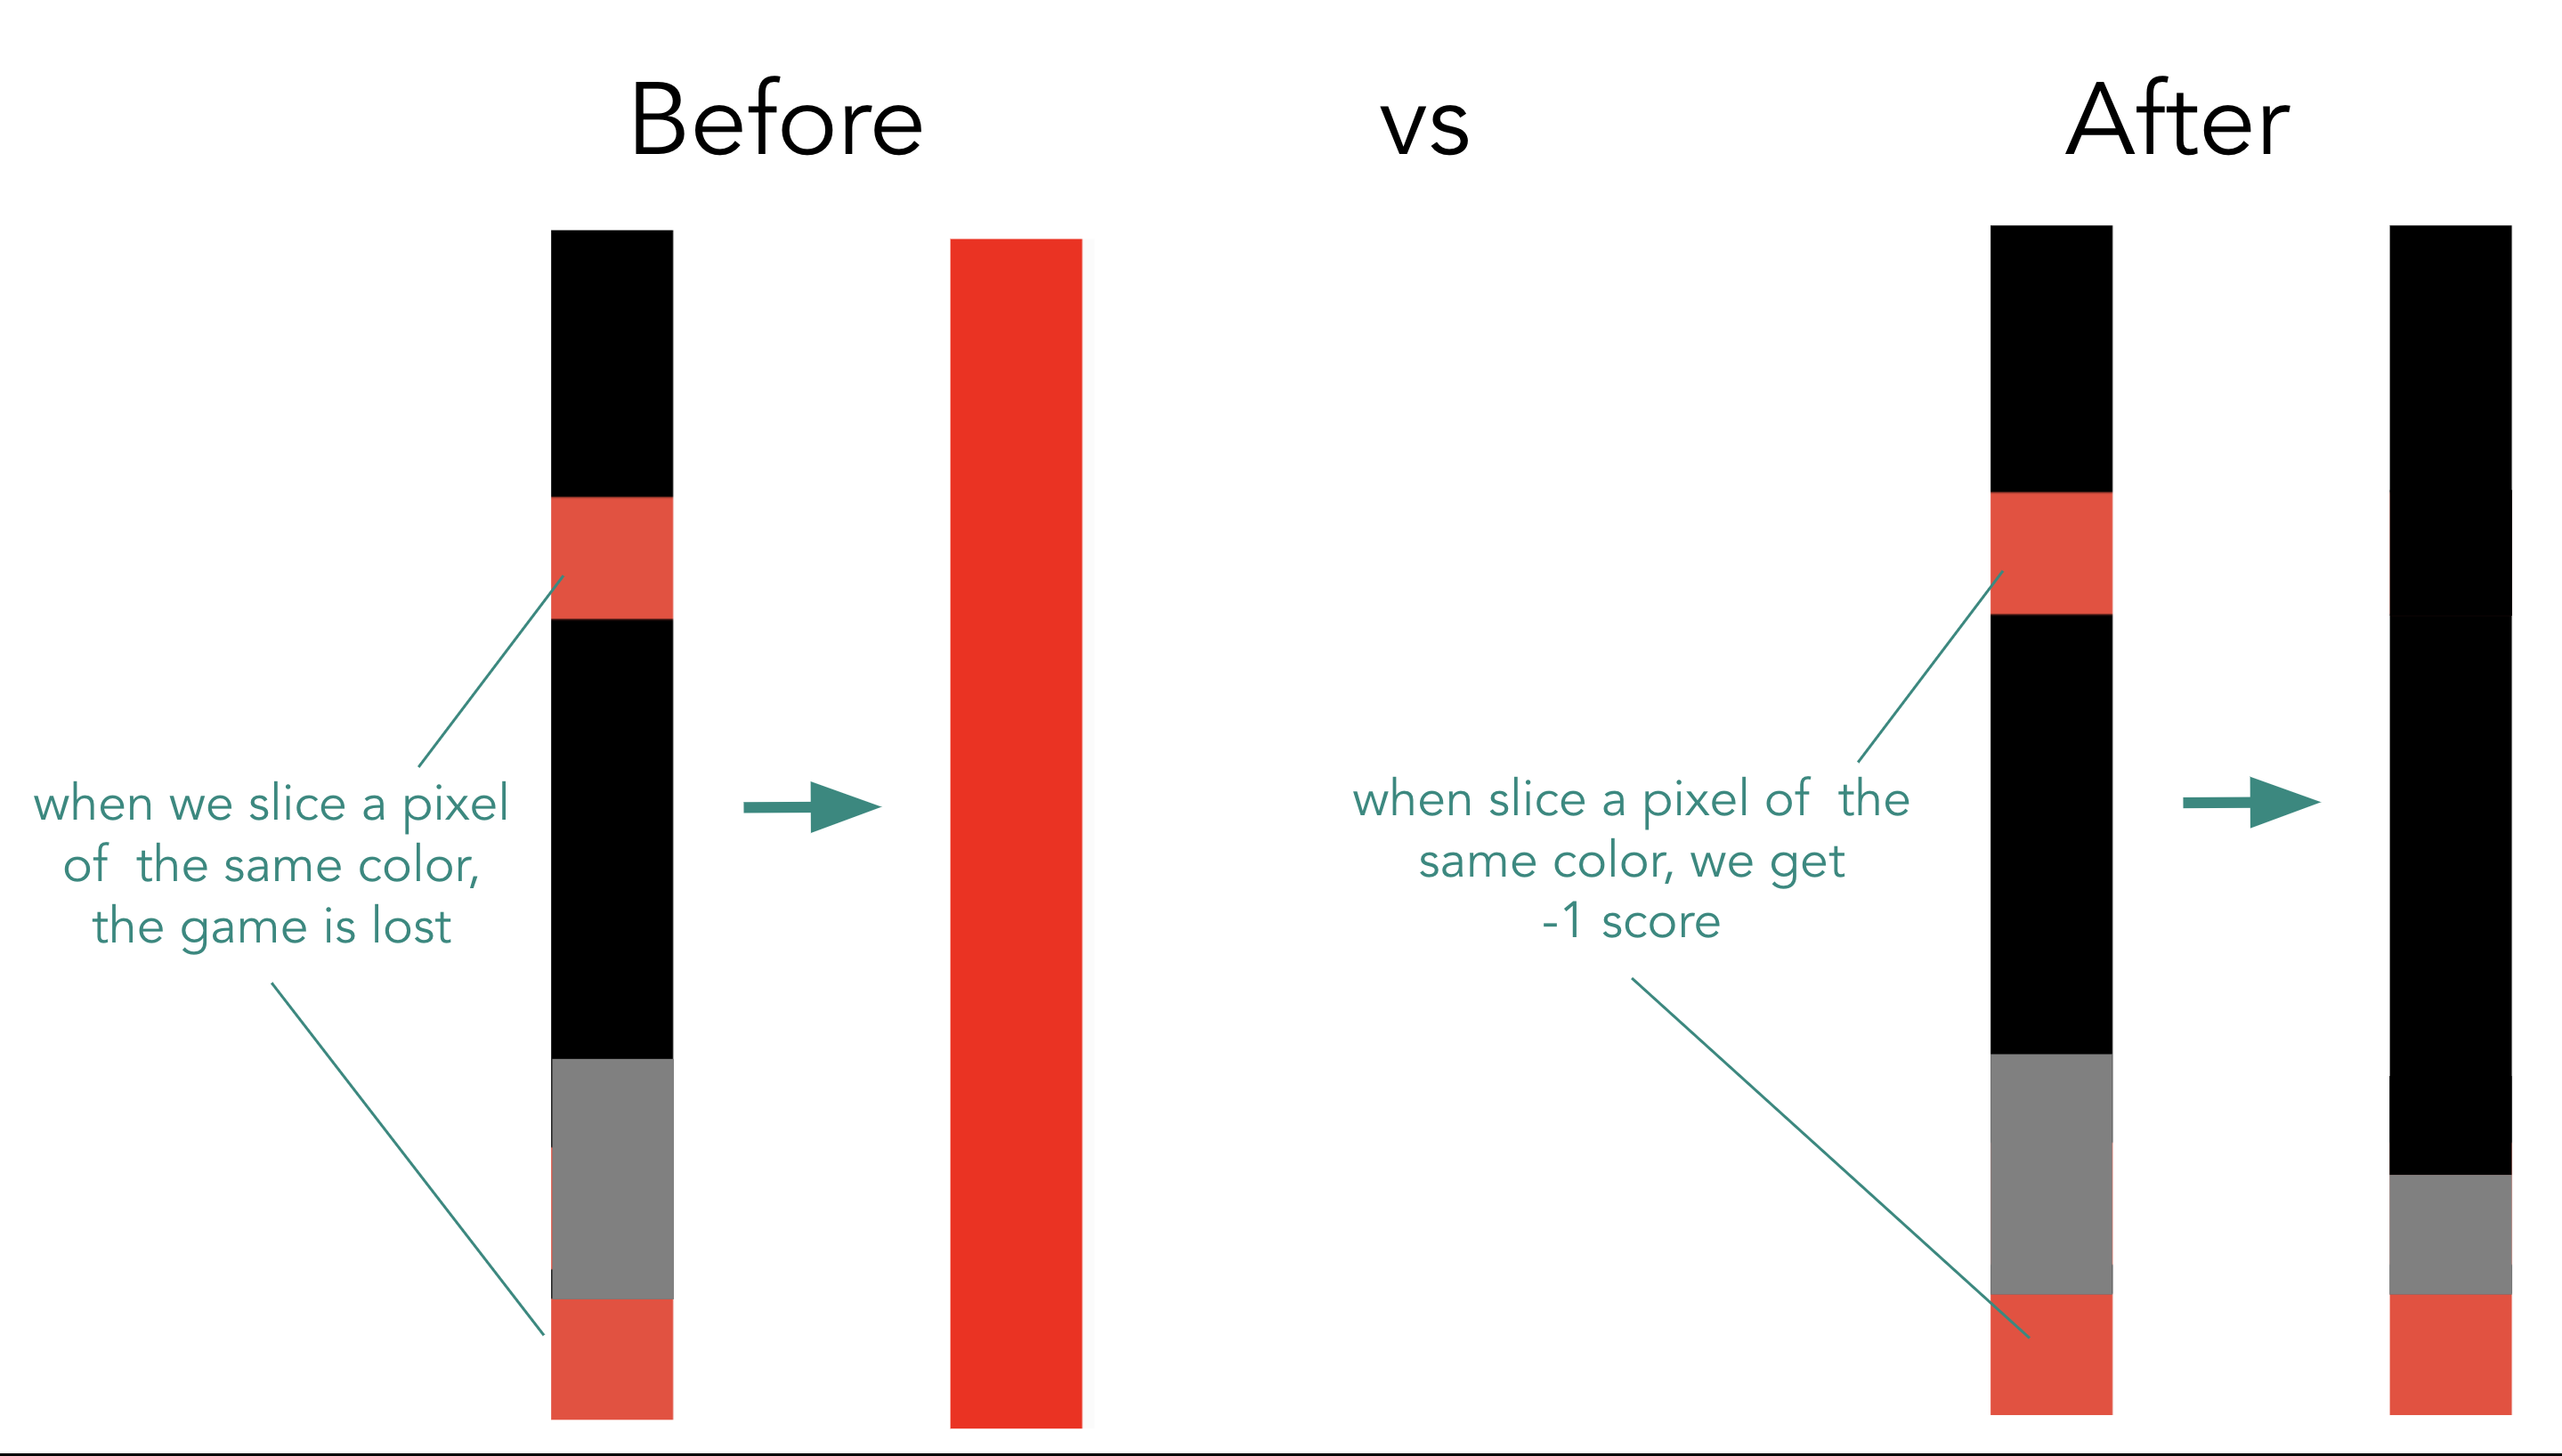 Before vs After
when we slice a pixel
of the same color,
the game is lost
when slice a pixel of the
same color, we get
-1 score